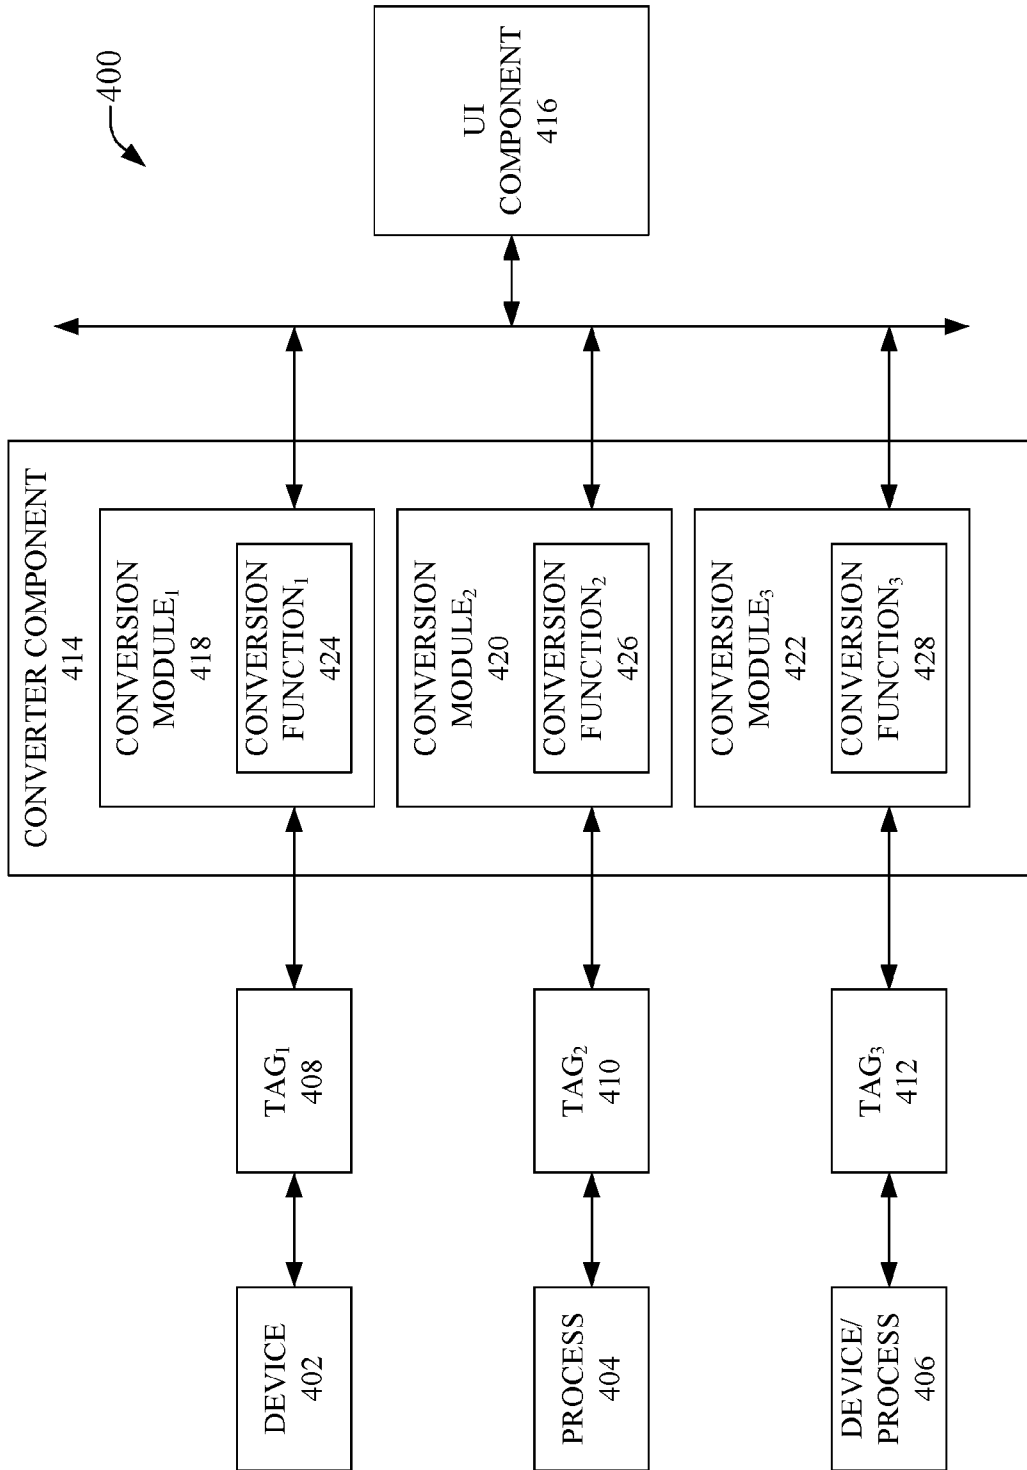 400
CONVERTER COMPONENT
414
CONVERSION
MODULE₁
418
CONVERSION
FUNCTION₁
424
DEVICE
402
TAG₁
408
CONVERSION
MODULE₂
420
CONVERSION
FUNCTION₂
426
PROCESS
404
TAG₂
410
UI
COMPONENT
416
CONVERSION
MODULE₃
422
CONVERSION
FUNCTION₃
428
DEVICE/
PROCESS
406
TAG₃
412